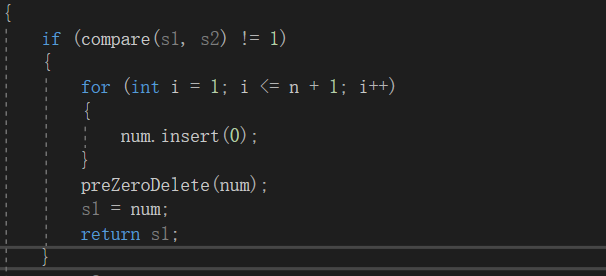 {
if (compare(s1, s2) != 1)
{
for (int i = 1; i <= n + 1; i++)
{
num.insert(0);
}
preZeroDelete(num);
s1 = num;
return s1;
}